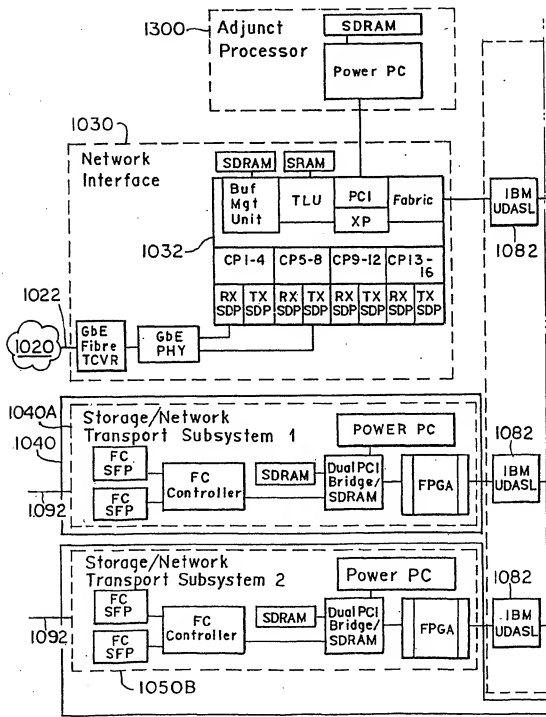 1300
Adjunct
Processor
SDRAM
Power PC
1030
Network
Interface
SDRAM
SRAM
Buf
Mgt
Unit
TLU
PCI
XP
Fabric
1032
CP1-4
CP5-8
CP9-12
CP13-
16
RX
SDP
TX
SDP
RX
SDP
TX
SDP
RX
SDP
TX
SDP
RX
SDP
TX
SDP
IBM
UDASL
1082
1022
1020
GbE
Fibre
TCVR
GbE
PHY
1040A
1040
Storage/Network
Transport Subsystem 1
POWER PC
FC
SFP
FC
SFP
FC
Controller
SDRAM
Dual PCI
Bridge/
SDRAM
FPGA
1082
IBM
UDASL
1092
Storage/Network
Transport Subsystem 2
Power PC
FC
SFP
FC
SFP
FC
Controller
SDRAM
Dual PCI
Bridge/
SDRAM
FPGA
1082
IBM
UDASL
1092
1050B